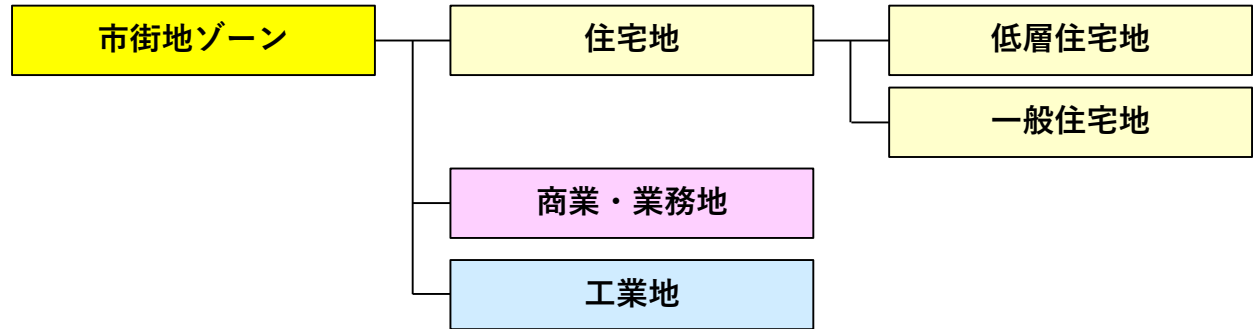 市街地ゾーン
住宅地
低層住宅地
一般住宅地
商業・業務地
工業地